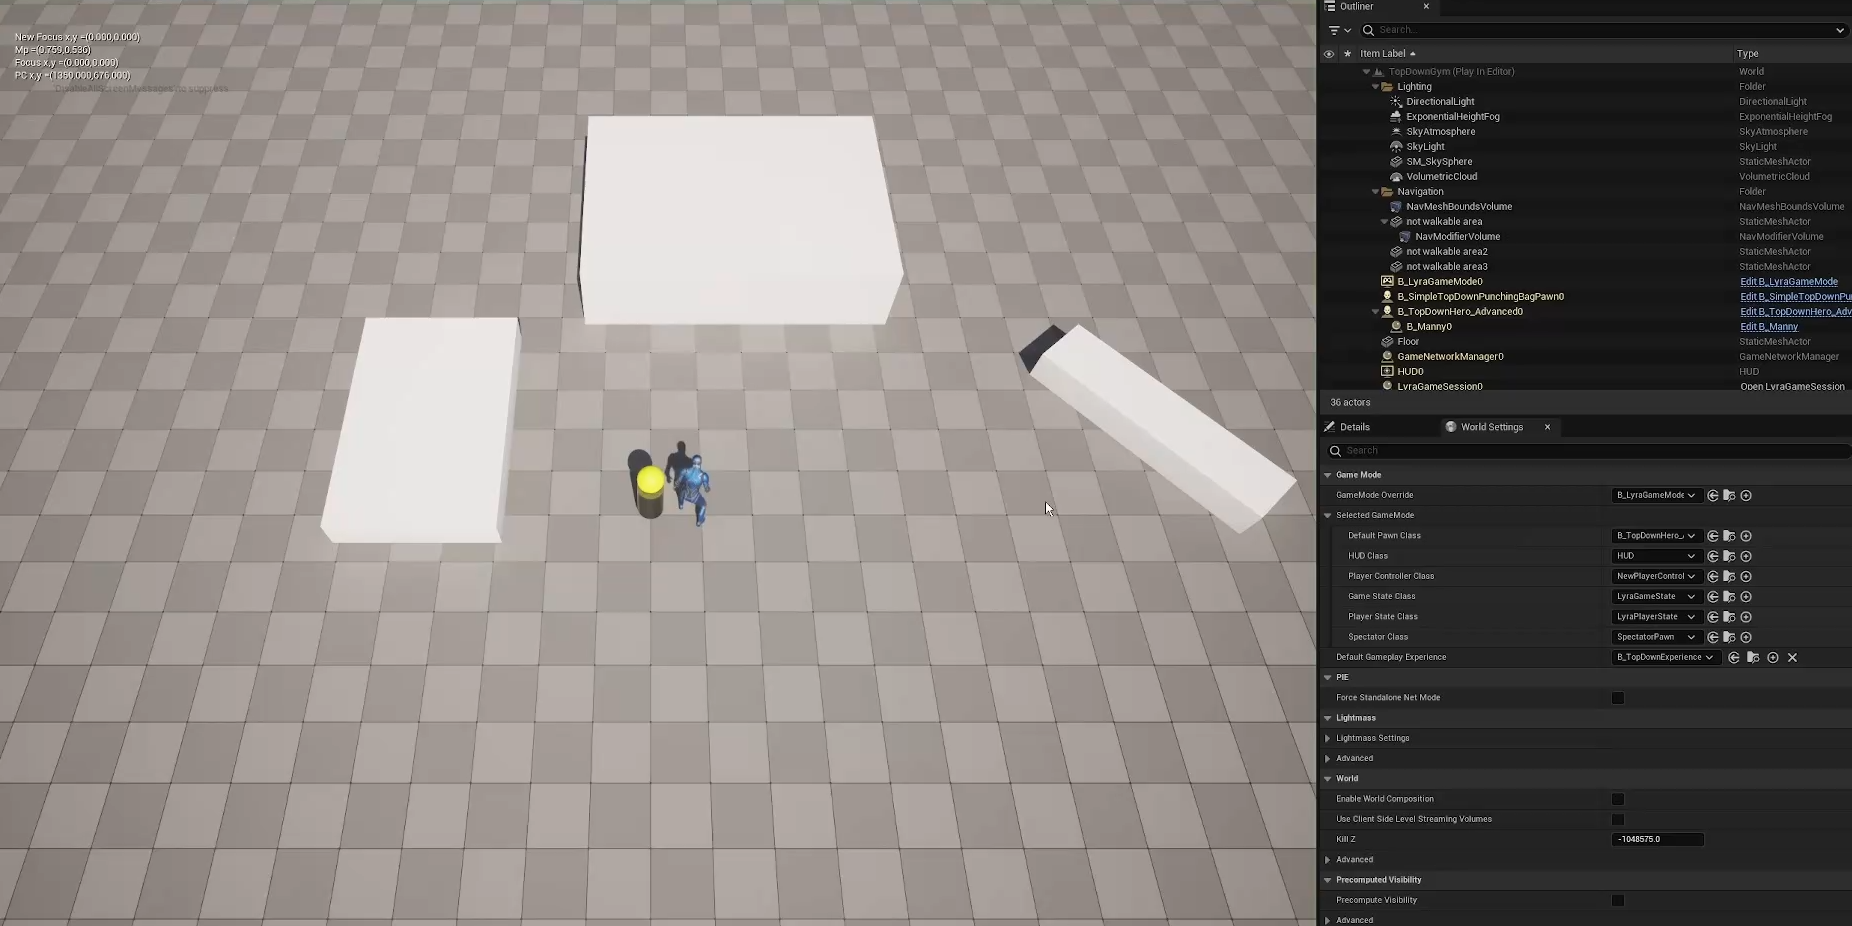 New Focus x,y =(0.000,0.000)
Mp =(0.759,0.536)
Focus x,y =(0.000,0.000)
PC x,y =(1350.000,676.000)
'DisableAllScreenMessages' to suppress
Outliner
Search...
Item Label Type
TopDownGym (Play In Editor) World
Lighting Folder
DirectionalLight DirectionalLight
ExponentialHeightFog ExponentialHeightFog
SkyAtmosphere SkyAtmosphere
SkyLight SkyLight
SM_SkySphere StaticMeshActor
VolumetricCloud VolumetricCloud
Navigation Folder
NavMeshBoundsVolume NavMeshBoundsVolume
not walkable area StaticMeshActor
NavModifierVolume NavModifierVolume
not walkable area2 StaticMeshActor
not walkable area3 StaticMeshActor
B_LyraGameMode0 Edit B_LyraGameMode
B_SimpleTopDownPunchingBagPawn0 Edit B_SimpleTopDownPu
B_TopDownHero_Advanced0 Edit B_TopDownHero_Adv
B_Manny0 Edit B_Manny
Floor StaticMeshActor
GameNetworkManager0 GameNetworkManager
HUD0 HUD
LyraGameSession0 Open LyraGameSession
36 actors
Details World Settings
Search
Game Mode
GameMode Override B_LyraGameMode
Selected GameMode
Default Pawn Class B_TopDownHero_
HUD Class HUD
Player Controller Class NewPlayerControl
Game State Class LyraGameState
Player State Class LyraPlayerState
Spectator Class SpectatorPawn
Default Gameplay Experience B_TopDownExperience
PIE
Force Standalone Net Mode
Lightmass
Lightmass Settings
Advanced
World
Enable World Composition
Use Client Side Level Streaming Volumes
Kill Z -1048575.0
Advanced
Precomputed Visibility
Precompute Visibility
Advanced